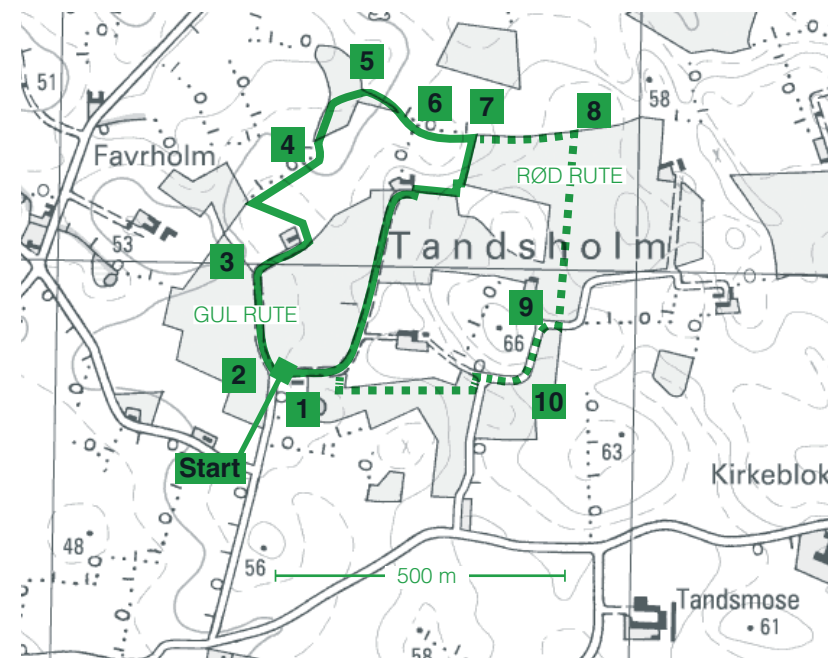 5
6
7
8
58
51
4
Favrholm
RØD RUTE
53
3
Tandsholm
GUL RUTE
9
66
2
1
10
Start
63
Kirkeblok
48
56
500 m
Tandsmose
61
58